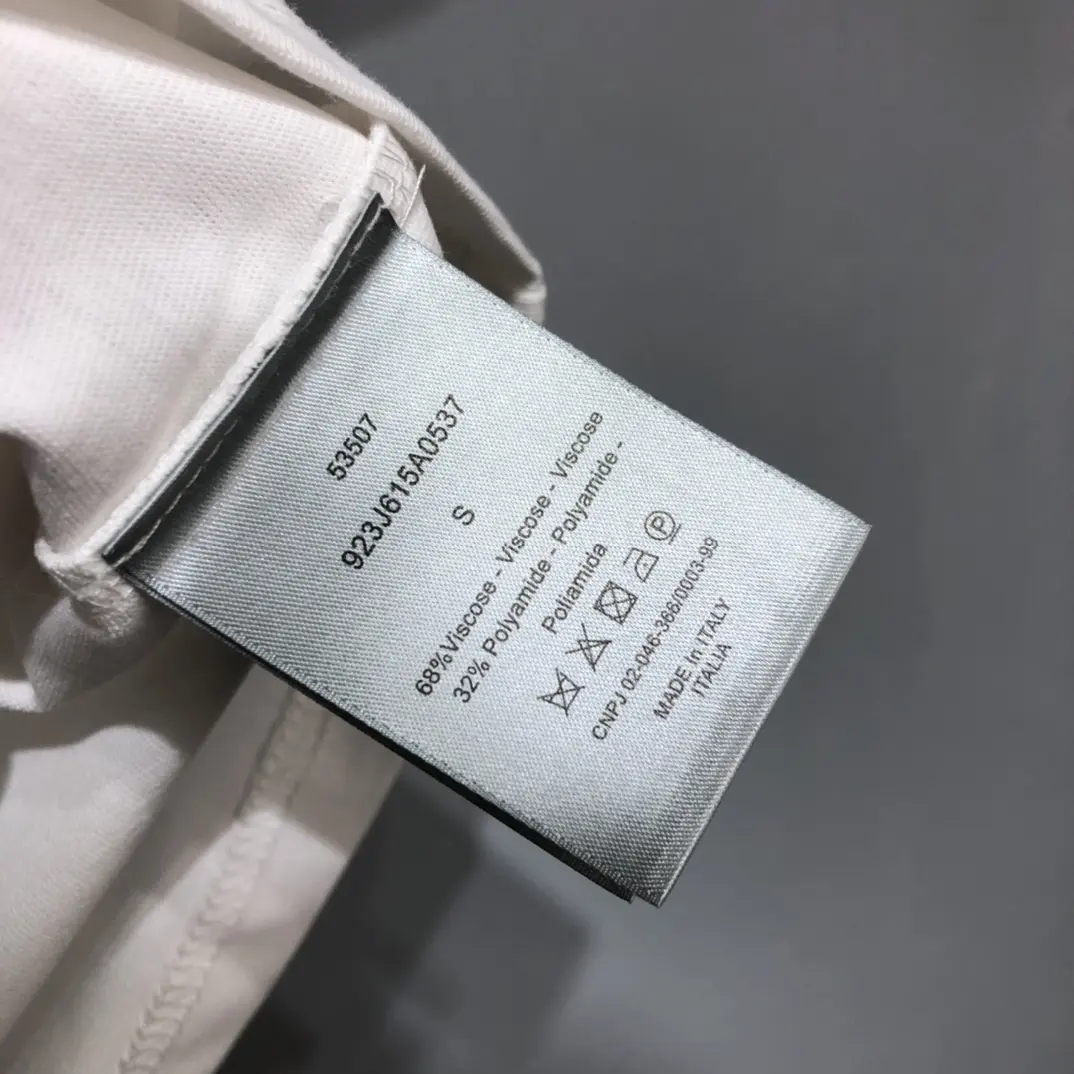 53507
923J615A0537
S
68%Viscose - Viscose - Viscose
32% Polyamide - Polyamide -
Poliamida
P
CNPJ 02-046-366/0003-99
MADE In ITALY
ITALIA